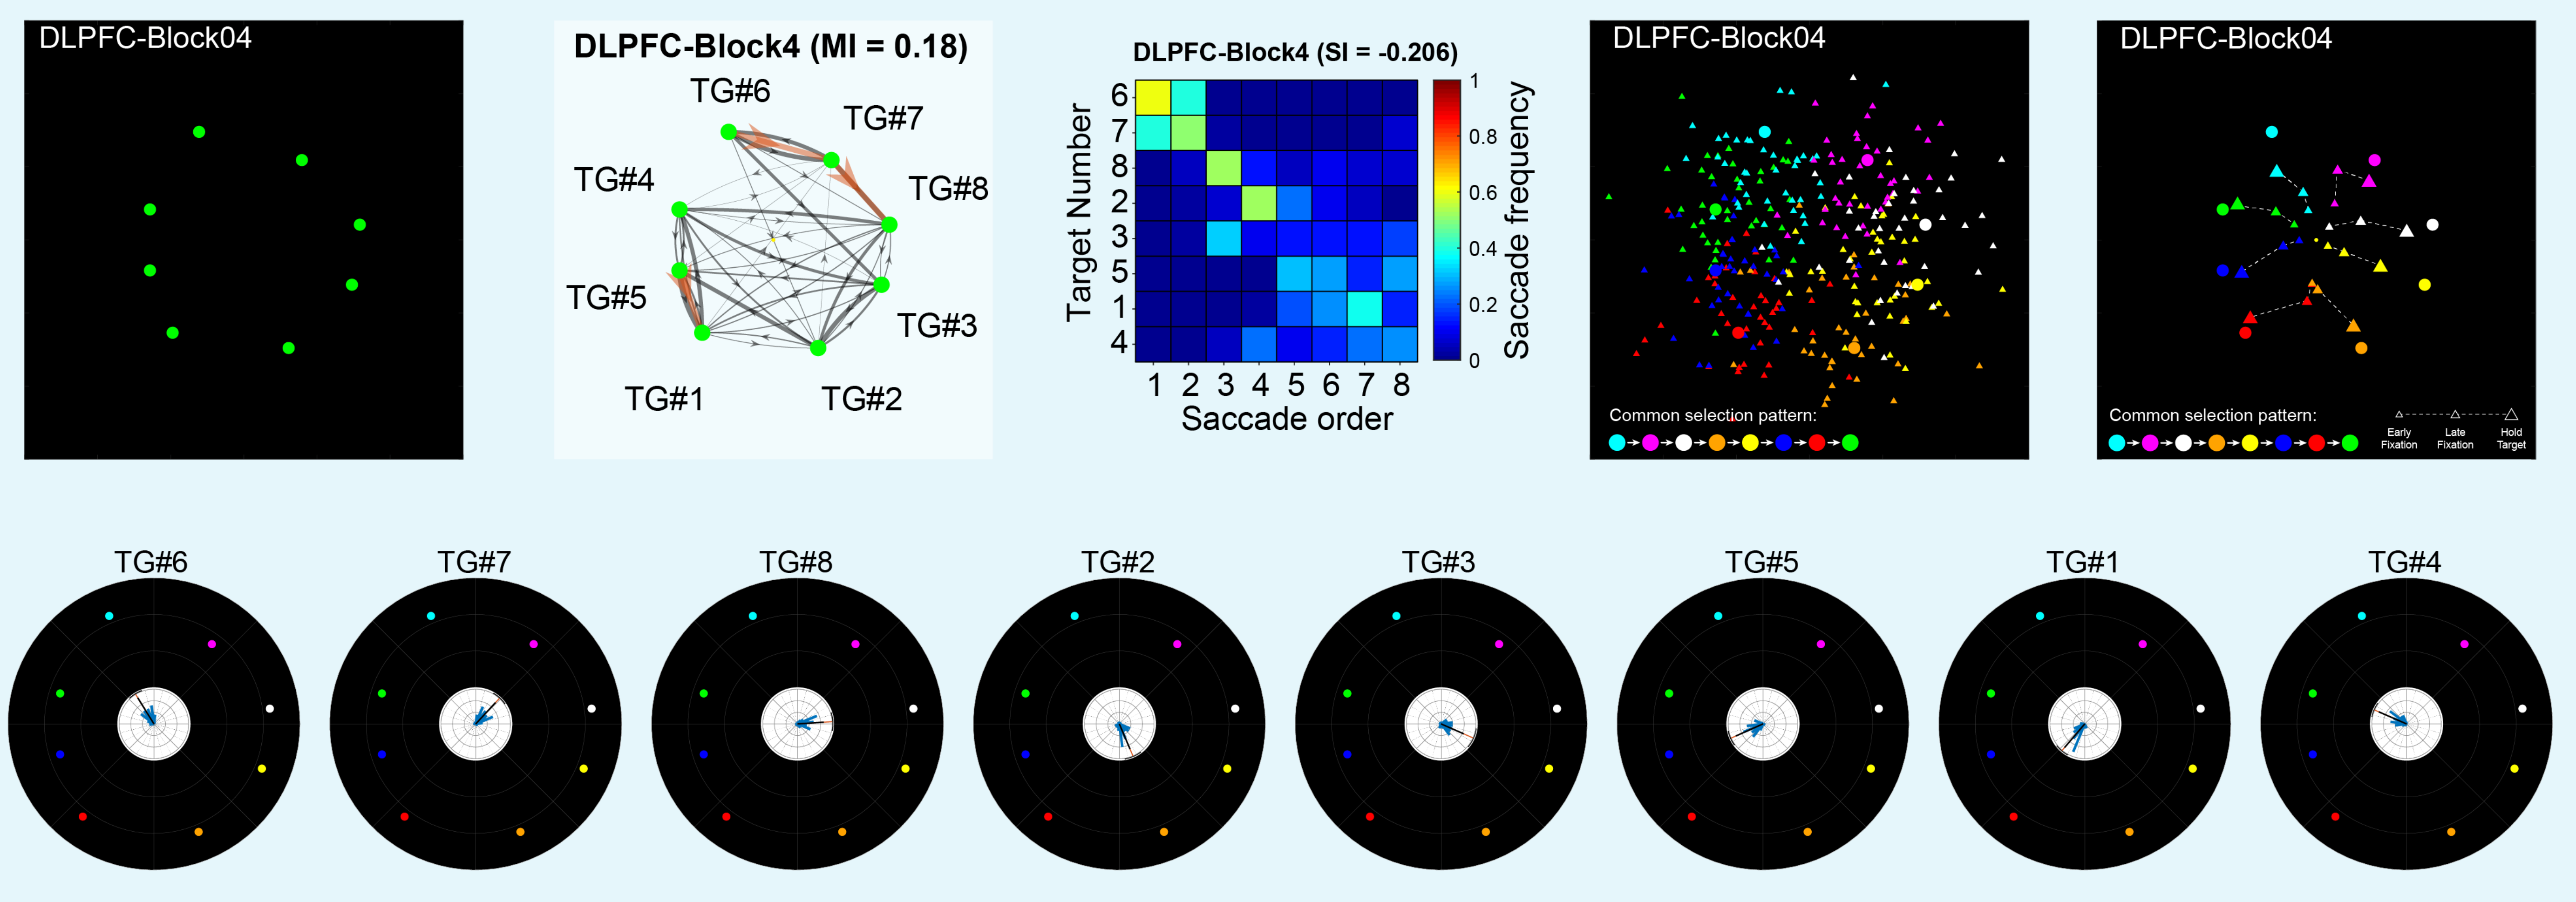 DLPFC-Block04
DLPFC-Block4 (MI = 0.18)
TG#6
TG#7
TG#4
TG#8
TG#5
TG#3
TG#1
TG#2
DLPFC-Block4 (SI = -0.206)
Target Number
6
7
8
2
3
5
1
4
1 2 3 4 5 6 7 8
Saccade order
1
0.8
0.6
0.4
0.2
0
Saccade frequency
DLPFC-Block04
Common selection pattern:
DLPFC-Block04
Common selection pattern:
Early
Fixation
Late
Fixation
Hold
Target
TG#6
TG#7
TG#8
TG#2
TG#3
TG#5
TG#1
TG#4